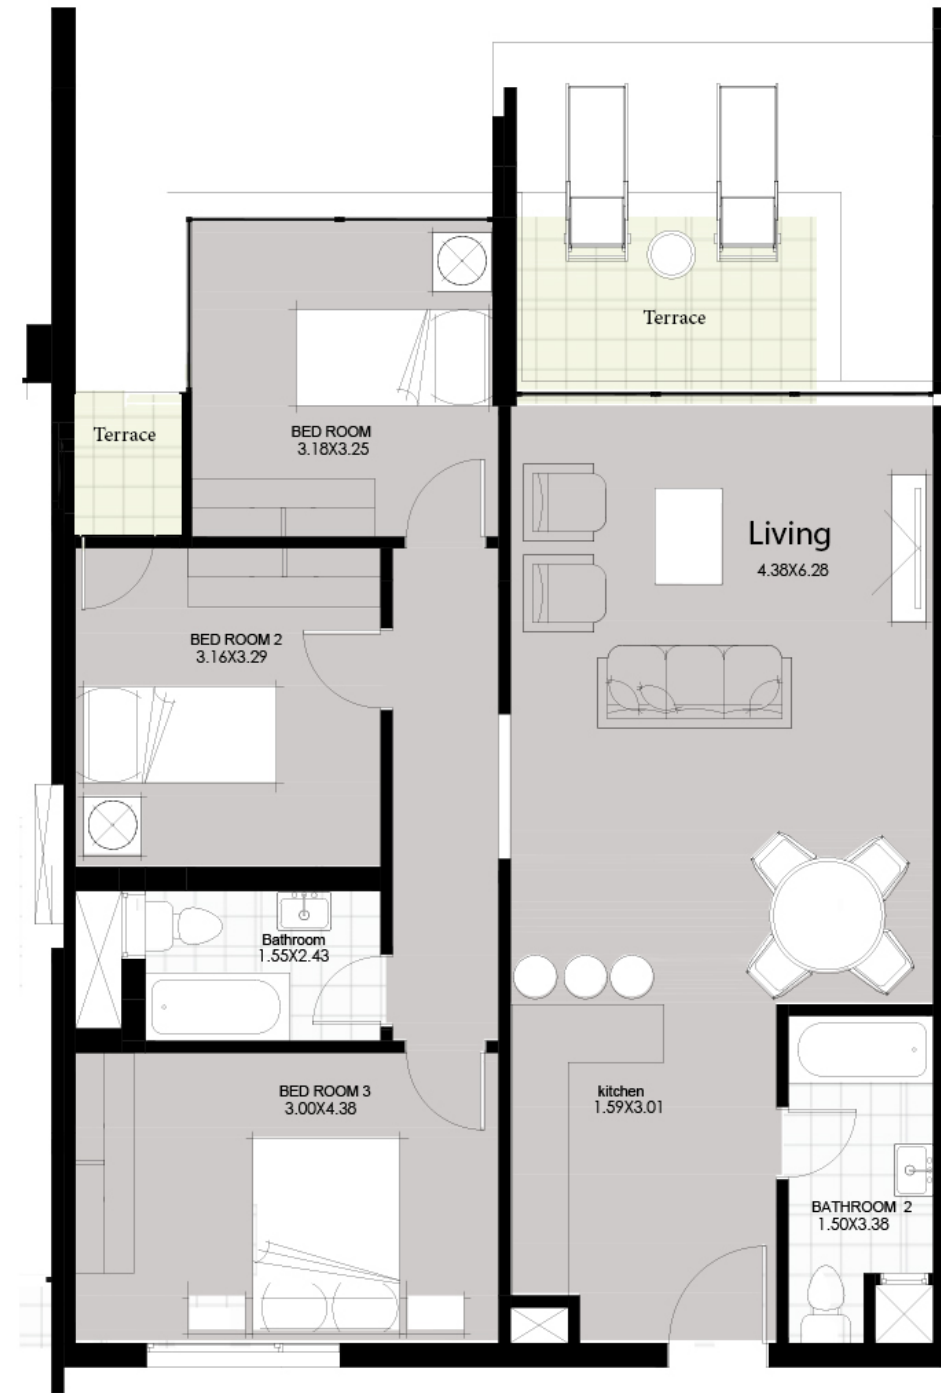 Terrace
Terrace
BED ROOM
3.18X3.25
Living
4.38X6.28
BED ROOM 2
3.16X3.29
Bathroom
1.55X2.43
BED ROOM 3
3.00X4.38
kitchen
1.59X3.01
BATHROOM 2
1.50X3.38